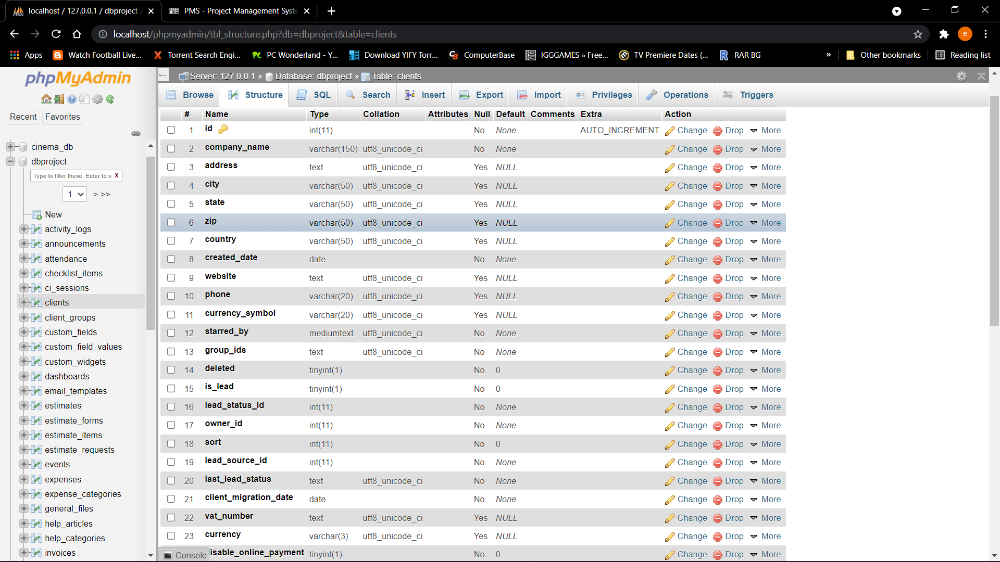 localhost / 127.0.0.1 / dbproject /
PMS - Project Management Syste
localhost/phpmyadmin/tbl_structure.php?db=dbproject&table=clients
e
Apps Watch Football Live... Torrent Search Engi... PC Wonderland - Y... Download YIFY Torr... ComputerBase IGGGAMES » Free... TV Premiere Dates (... RAR BG » Other bookmarks Reading list
phpMyAdmin
Recent Favorites
cinema_db
dbproject
Type to filter these, Enter to s X
1 > >>
New
activity_logs
announcements
attendance
checklist_items
ci_sessions
clients
client_groups
custom_fields
custom_field_values
custom_widgets
dashboards
email_templates
estimates
estimate_forms
estimate_items
estimate_requests
events
expenses
expense_categories
general_files
help_articles
help_categories
invoices
Server: 127.0.0.1 » Database: dbproject » Table: clients
Browse Structure SQL Search Insert Export Import Privileges Operations Triggers
# Name Type Collation Attributes Null Default Comments Extra Action
1 id int(11) No None AUTO_INCREMENT Change Drop More
2 company_name varchar(150) utf8_unicode_ci No None Change Drop More
3 address text utf8_unicode_ci Yes NULL Change Drop More
4 city varchar(50) utf8_unicode_ci Yes NULL Change Drop More
5 state varchar(50) utf8_unicode_ci Yes NULL Change Drop More
6 zip varchar(50) utf8_unicode_ci Yes NULL Change Drop More
7 country varchar(50) utf8_unicode_ci Yes NULL Change Drop More
8 created_date date No None Change Drop More
9 website text utf8_unicode_ci Yes NULL Change Drop More
10 phone varchar(20) utf8_unicode_ci Yes NULL Change Drop More
11 currency_symbol varchar(20) utf8_unicode_ci Yes NULL Change Drop More
12 starred_by mediumtext utf8_unicode_ci No None Change Drop More
13 group_ids text utf8_unicode_ci No None Change Drop More
14 deleted tinyint(1) No 0 Change Drop More
15 is_lead tinyint(1) No 0 Change Drop More
16 lead_status_id int(11) No None Change Drop More
17 owner_id int(11) No None Change Drop More
18 sort int(11) No 0 Change Drop More
19 lead_source_id int(11) No None Change Drop More
20 last_lead_status text utf8_unicode_ci No None Change Drop More
21 client_migration_date date No None Change Drop More
22 vat_number text utf8_unicode_ci Yes NULL Change Drop More
23 currency varchar(3) utf8_unicode_ci Yes NULL Change Drop More
isable_online_payment tinyint(1) No 0 Change Drop More
Console